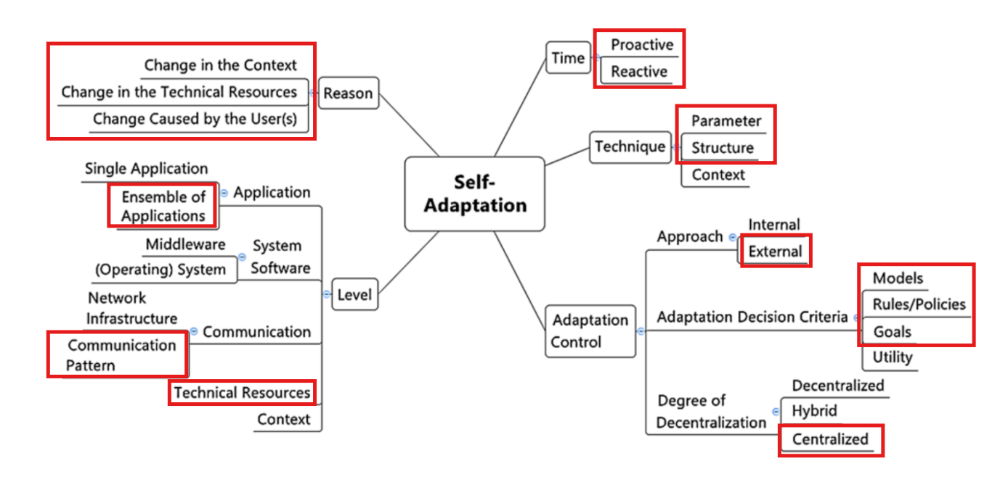 Self-
Adaptation
Time
Proactive
Reactive
Technique
Parameter
Structure
Context
Adaptation
Control
Approach
Internal
External
Adaptation Decision Criteria
Models
Rules/Policies
Goals
Utility
Degree of
Decentralization
Decentralized
Hybrid
Centralized
Reason
Change in the Context
Change in the Technical Resources
Change Caused by the User(s)
Level
Application
Single Application
Ensemble of
Applications
System
Software
Middleware
(Operating) System
Communication
Network
Infrastructure
Communication
Pattern
Technical Resources
Context